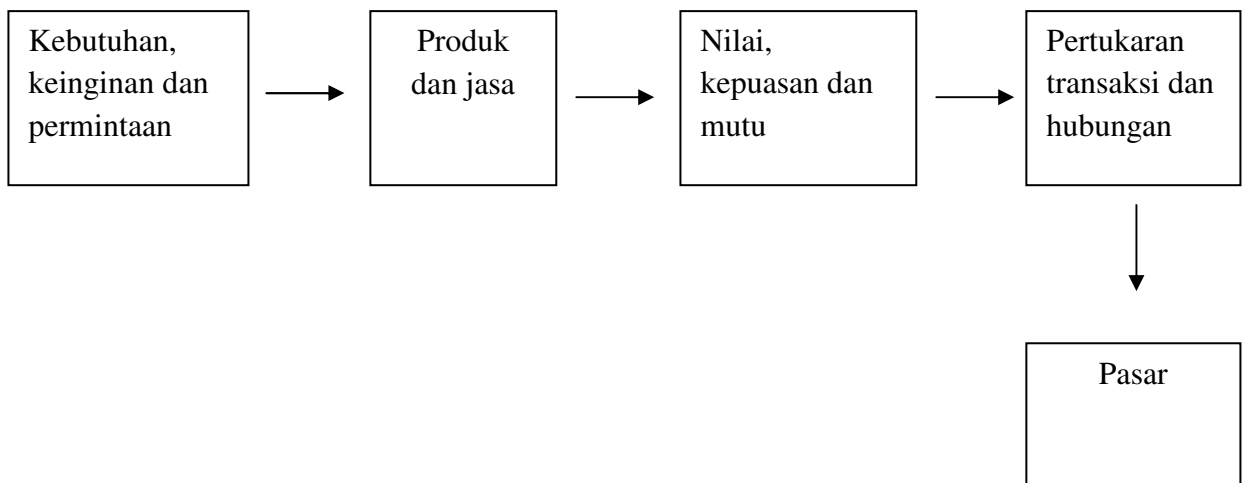 Kebutuhan,
keinginan dan
permintaan
Produk
dan jasa
Nilai,
kepuasan dan
mutu
Pertukaran
transaksi dan
hubungan
Pasar